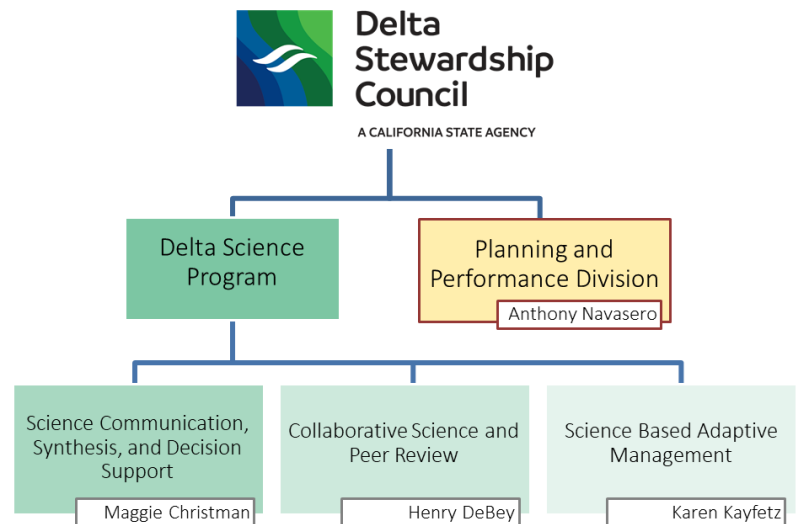 Delta
Stewardship
Council
A CALIFORNIA STATE AGENCY
Delta Science
Program
Planning and
Performance Division
Anthony Navasero
Science Communication,
Synthesis, and Decision
Support
Maggie Christman
Collaborative Science and
Peer Review
Henry DeBey
Science Based Adaptive
Management
Karen Kayfetz